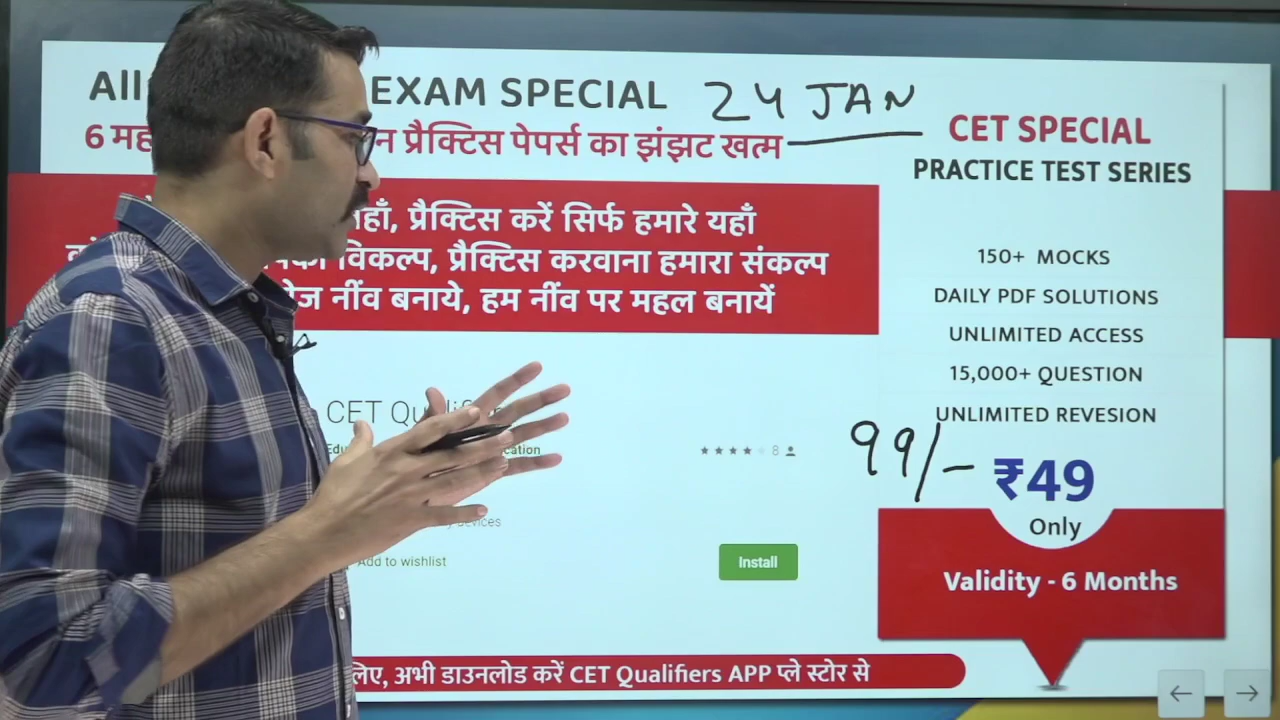 All EXAM SPECIAL 24 JAN
6 प्रैक्टिस पेपर्स का झंझट खत्म
प्रैक्टिस करें सिर्फ हमारे यहाँ
विकल्प, प्रैक्टिस करवाना हमारा संकल्प
नींव बनाये, हम नींव पर महल बनायें
CET
Add to wishlist
Install
अभी डाउनलोड करें CET Qualifiers APP प्ले स्टोर से
CET SPECIAL
PRACTICE TEST SERIES
150+ MOCKS
DAILY PDF SOLUTIONS
UNLIMITED ACCESS
15,000+ QUESTION
UNLIMITED REVESION
99/- ₹49
Only
Validity - 6 Months
8